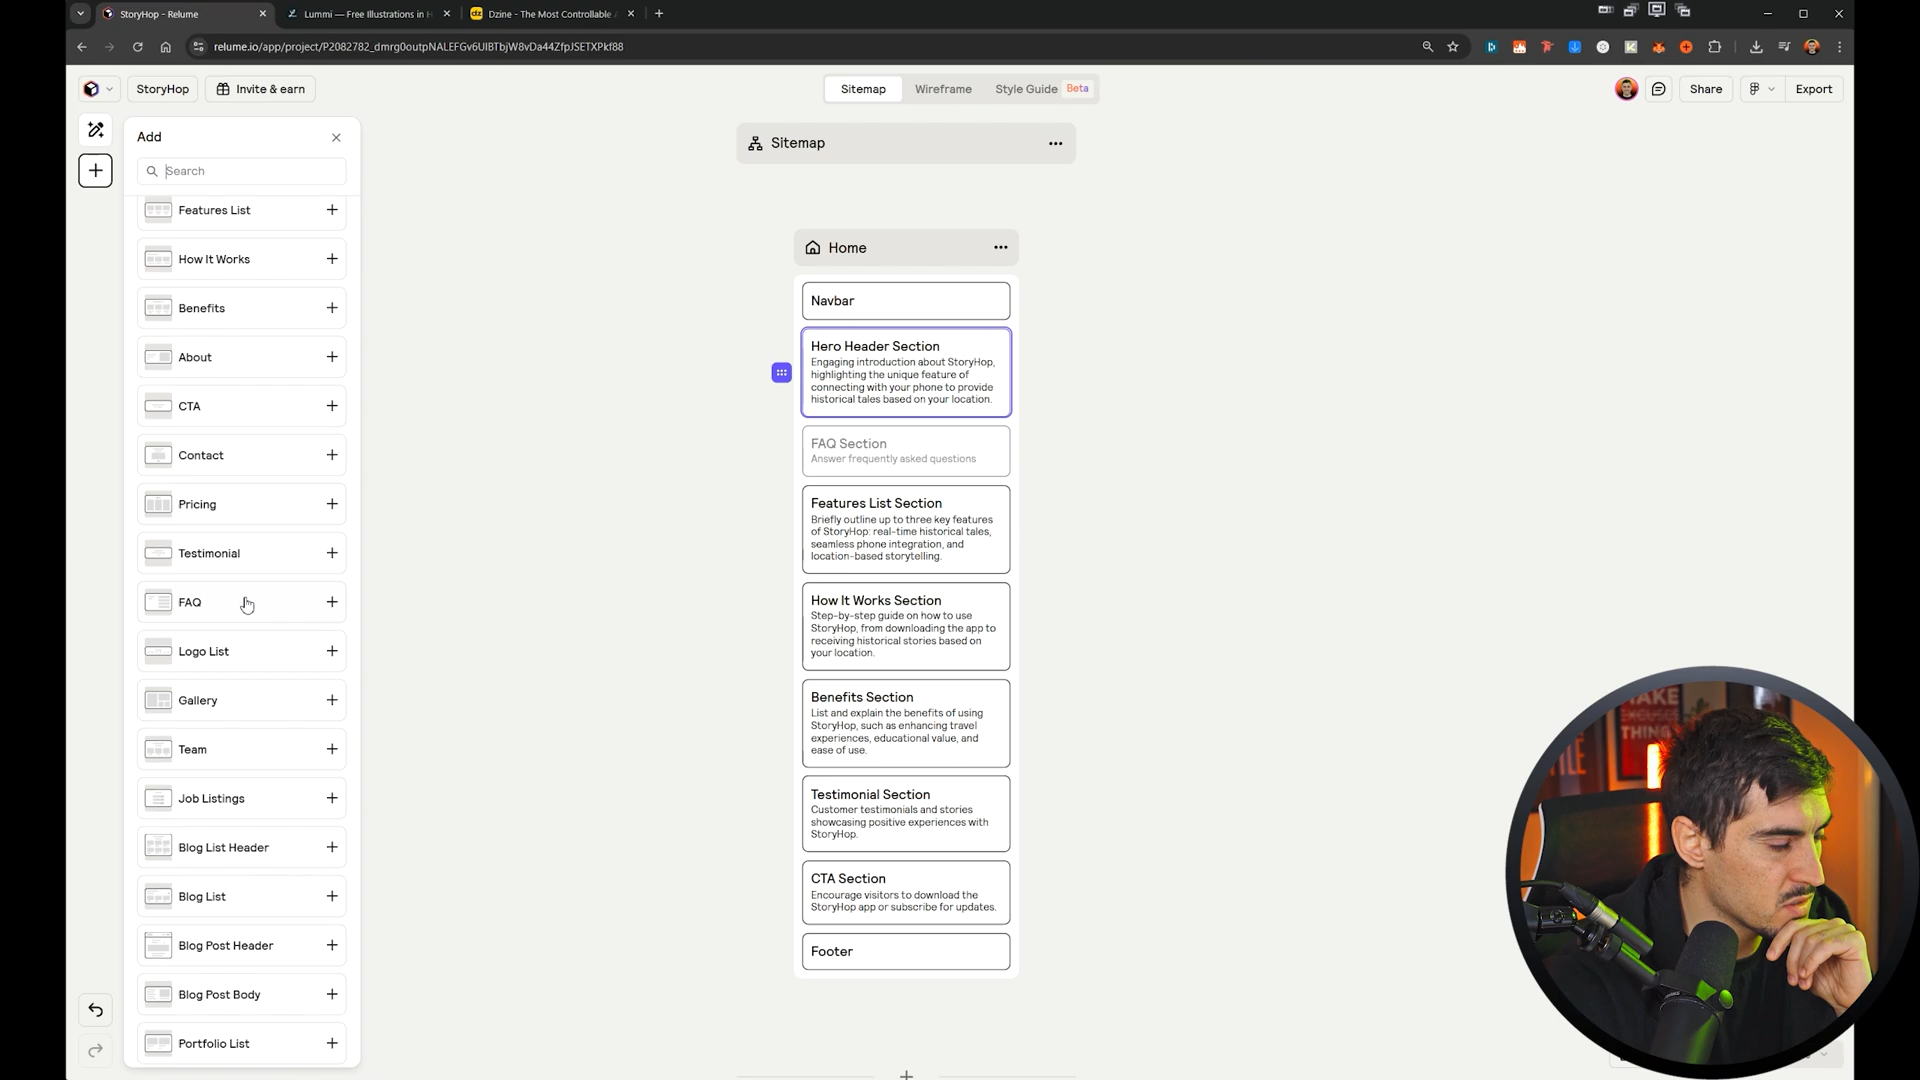 StoryHop - Relume
Lummi — Free Illustrations in H
Dzine - The Most Controllable
relume.io/app/project/P2082782_dmrg0outpNALEFGv6UIBTbjW8vDa44ZfpJSETXPkf88
StoryHop
Invite & earn
Sitemap
Wireframe
Style Guide
Beta
Share
Export
Add
Search
Features List
How It Works
Benefits
About
CTA
Contact
Pricing
Testimonial
FAQ
Logo List
Gallery
Team
Job Listings
Blog List Header
Blog List
Blog Post Header
Blog Post Body
Portfolio List
Sitemap
Home
Navbar
Hero Header Section
Engaging introduction about StoryHop,
highlighting the unique feature of
connecting with your phone to provide
historical tales based on your location.
FAQ Section
Answer frequently asked questions
Features List Section
Briefly outline up to three key features
of StoryHop: real-time historical tales,
seamless phone integration, and
location-based storytelling.
How It Works Section
Step-by-step guide on how to use
StoryHop, from downloading the app to
receiving historical stories based on
your location.
Benefits Section
List and explain the benefits of using
StoryHop, such as enhancing travel
experiences, educational value, and
ease of use.
Testimonial Section
Customer testimonials and stories
showcasing positive experiences with
StoryHop.
CTA Section
Encourage visitors to download the
StoryHop app or subscribe for updates.
Footer
MAKE
THING